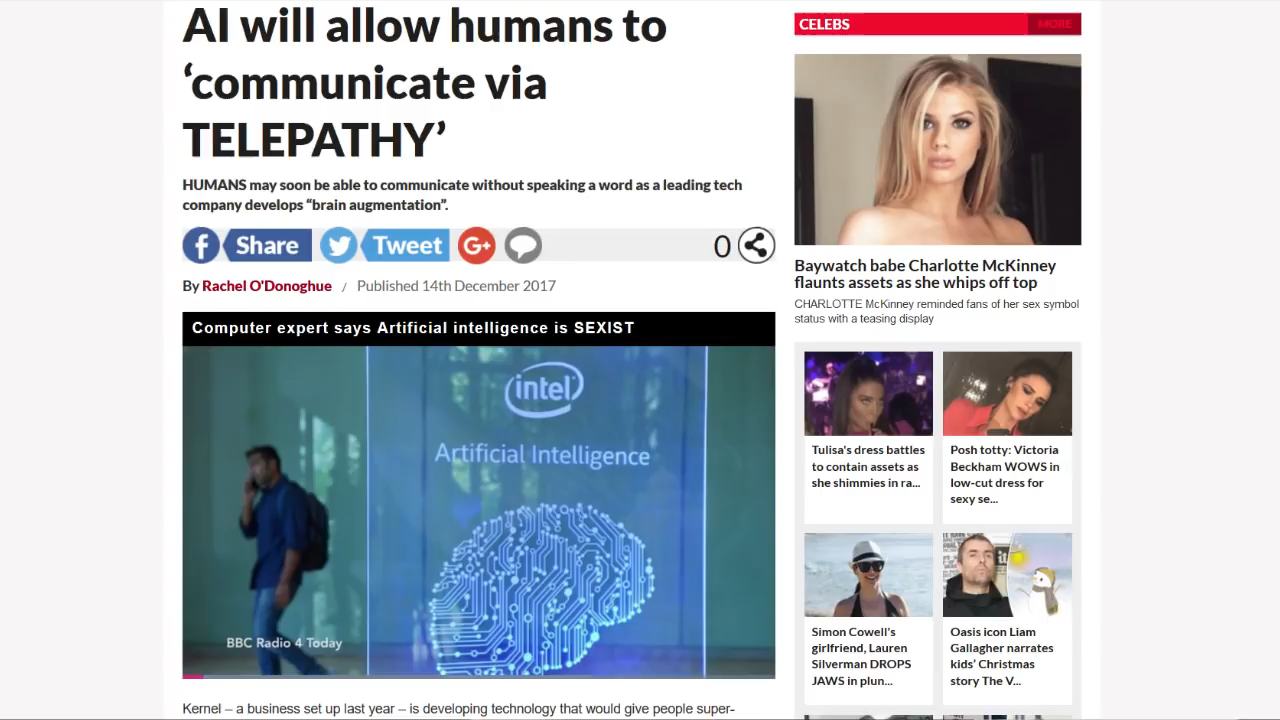 AI will allow humans to
‘communicate via
TELEPATHY’
HUMANS may soon be able to communicate without speaking a word as a leading tech
company develops “brain augmentation”.
f Share
Tweet
G+
0
By Rachel O'Donoghue / Published 14th December 2017
Computer expert says Artificial intelligence is SEXIST
intel
Artificial Intelligence
BBC Radio 4 Today
Kernel – a business set up last year – is developing technology that would give people super-
CELEBS
MORE
Baywatch babe Charlotte McKinney
flaunts assets as she whips off top
CHARLOTTE McKinney reminded fans of her sex symbol
status with a teasing display
Tulisa's dress battles
to contain assets as
she shimmies in ra...
Posh totty: Victoria
Beckham WOWS in
low-cut dress for
sexy se...
Simon Cowell's
girlfriend, Lauren
Silverman DROPS
JAWS in plun...
Oasis icon Liam
Gallagher narrates
kids’ Christmas
story The V...